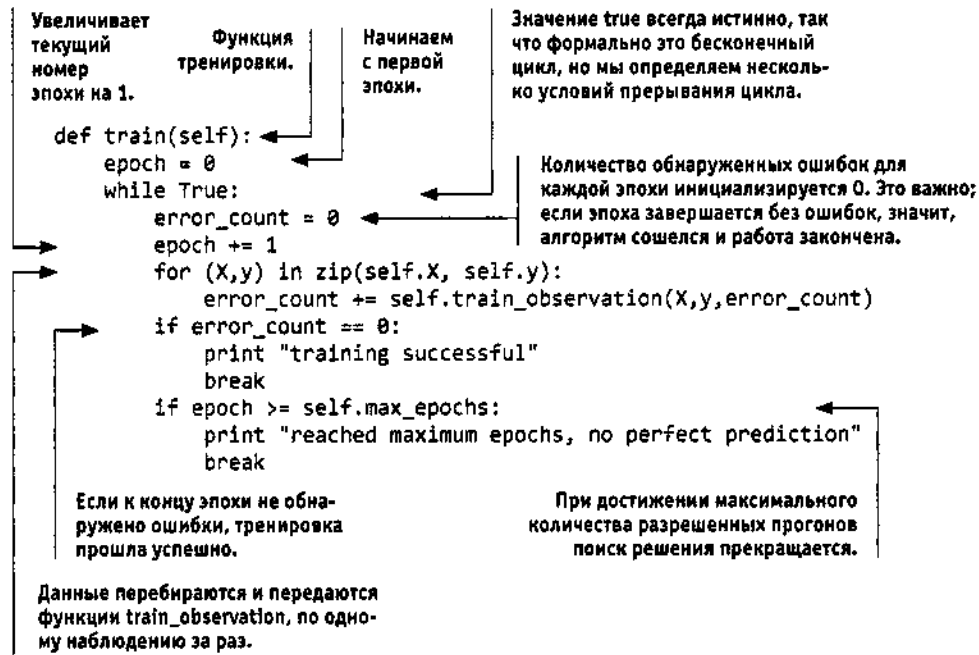 Увеличивает
текущий
номер
эпохи на 1.
Функция
тренировки.
Начинаем
с первой
эпохи.
Значение true всегда истинно, так
что формально это бесконечный
цикл, но мы определяем несколь-
ко условий прерывания цикла.
def train(self):
epoch = 0
while True:
Количество обнаруженных ошибок для
каждой эпохи инициализируется 0. Это важно;
если эпоха завершается без ошибок, значит,
алгоритм сошелся и работа закончена.
error_count = 0
epoch += 1
for (X,y) in zip(self.X, self.y):
error_count += self.train_observation(X,y,error_count)
if error_count == 0:
print "training successful"
break
if epoch >= self.max_epochs:
print "reached maximum epochs, no perfect prediction"
break
Если к концу эпохи не обна-
ружено ошибки, тренировка
прошла успешно.
При достижении максимального
количества разрешенных прогонов
поиск решения прекращается.
Данные перебираются и передаются
функции train_observation, по одно-
му наблюдению за раз.